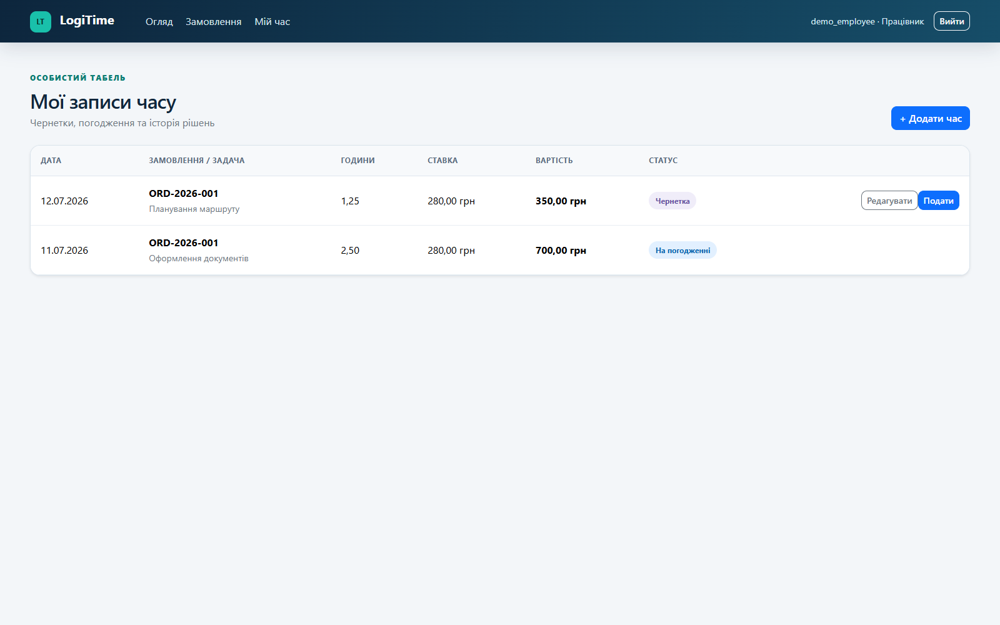 LT LogiTime Огляд Замовлення Мій час demo_employee · Працівник Вийти
ОСОБИСТИЙ ТАБЕЛЬ
Мої записи часу
Чернетки, погодження та історія рішень
+ Додати час
ДАТА ЗАМОВЛЕННЯ / ЗАДАЧА ГОДИНИ СТАВКА ВАРТІСТЬ СТАТУС
12.07.2026 ORD-2026-001 1,25 280,00 грн 350,00 грн Чернетка Редагувати Подати
Планування маршруту
11.07.2026 ORD-2026-001 2,50 280,00 грн 700,00 грн На погодженні
Оформлення документів